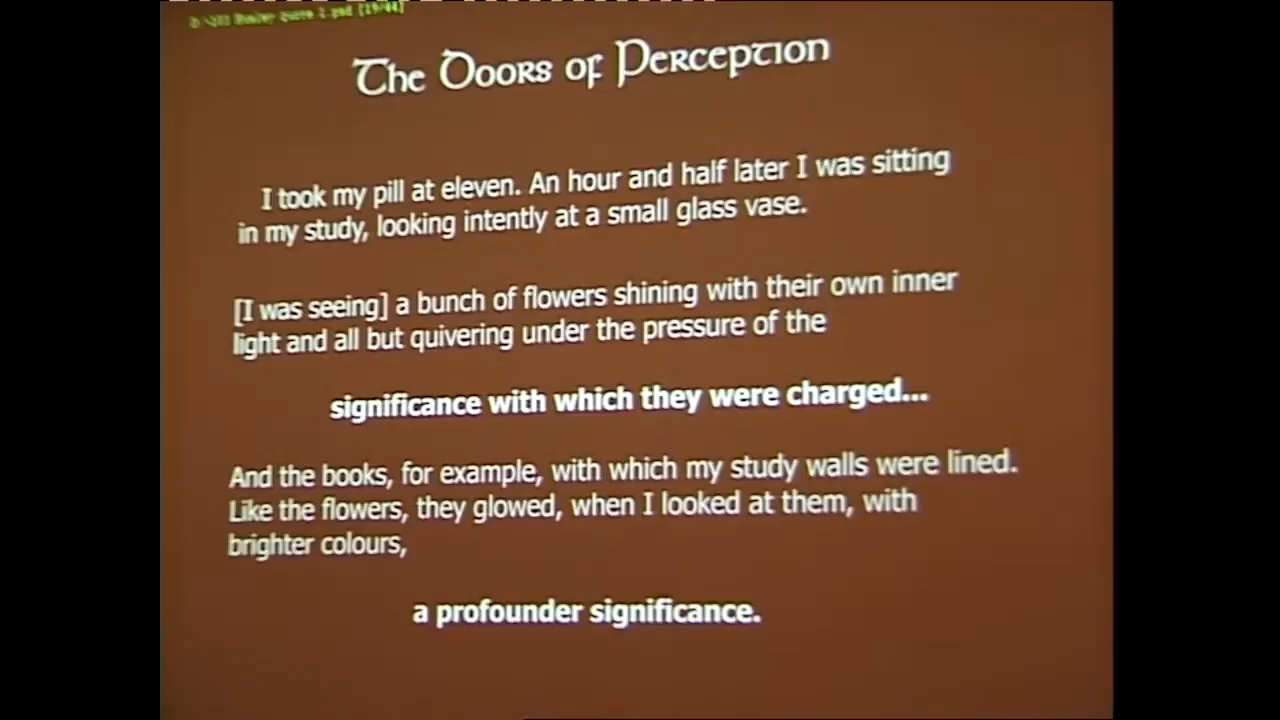 The Doors of Perception
I took my pill at eleven. An hour and half later I was sitting
in my study, looking intently at a small glass vase.
[I was seeing] a bunch of flowers shining with their own inner
light and all but quivering under the pressure of the
significance with which they were charged...
And the books, for example, with which my study walls were lined.
Like the flowers, they glowed, when I looked at them, with
brighter colours,
a profounder significance.